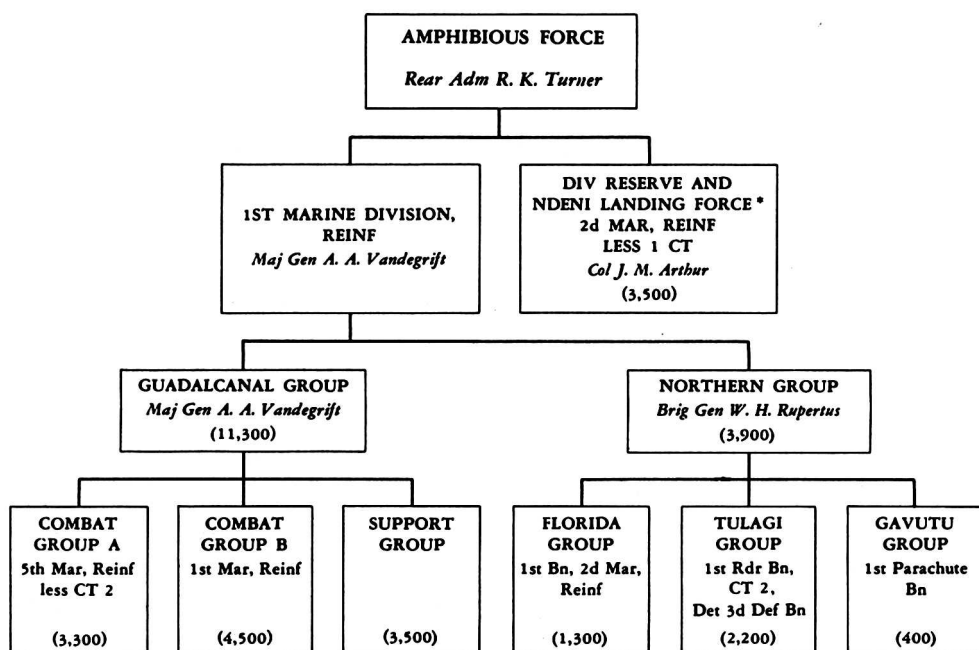 AMPHIBIOUS FORCE
Rear Adm R. K. Turner
1ST MARINE DIVISION,
REINF
Maj Gen A. A. Vandegrift
DIV RESERVE AND
NDENI LANDING FORCE*
2d MAR, REINF
LESS 1 CT
Col J. M. Arthur
(3,500)
GUADALCANAL GROUP
Maj Gen A. A. Vandegrift
(11,300)
NORTHERN GROUP
Brig Gen W. H. Rupertus
(3,900)
COMBAT
GROUP A
5th Mar, Reinf
less CT 2
(3,300)
COMBAT
GROUP B
1st Mar, Reinf
(4,500)
SUPPORT
GROUP
(3,500)
FLORIDA
GROUP
1st Bn, 2d Mar,
Reinf
(1,300)
TULAGI
GROUP
1st Rdr Bn,
CT 2,
Det 3d Def Bn
(2,200)
GAVUTU
GROUP
1st Parachute
Bn
(400)